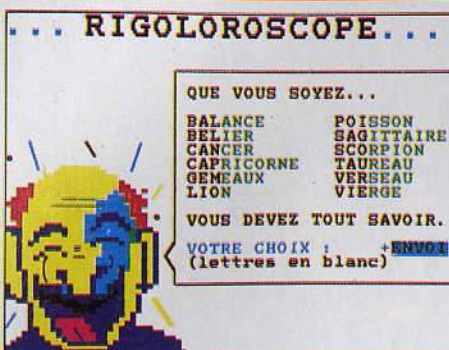 ... RIGOLOROSCOPE...
QUE VOUS SOYEZ...
BALANCE POISSON
BELIER SAGITTAIRE
CANCER SCORPION
CAPRICORNE TAUREAU
GEMEAUX VERSEAU
LION VIERGE
VOUS DEVEZ TOUT SAVOIR.
VOTRE CHOIX : +ENVOI
(lettres en blanc)